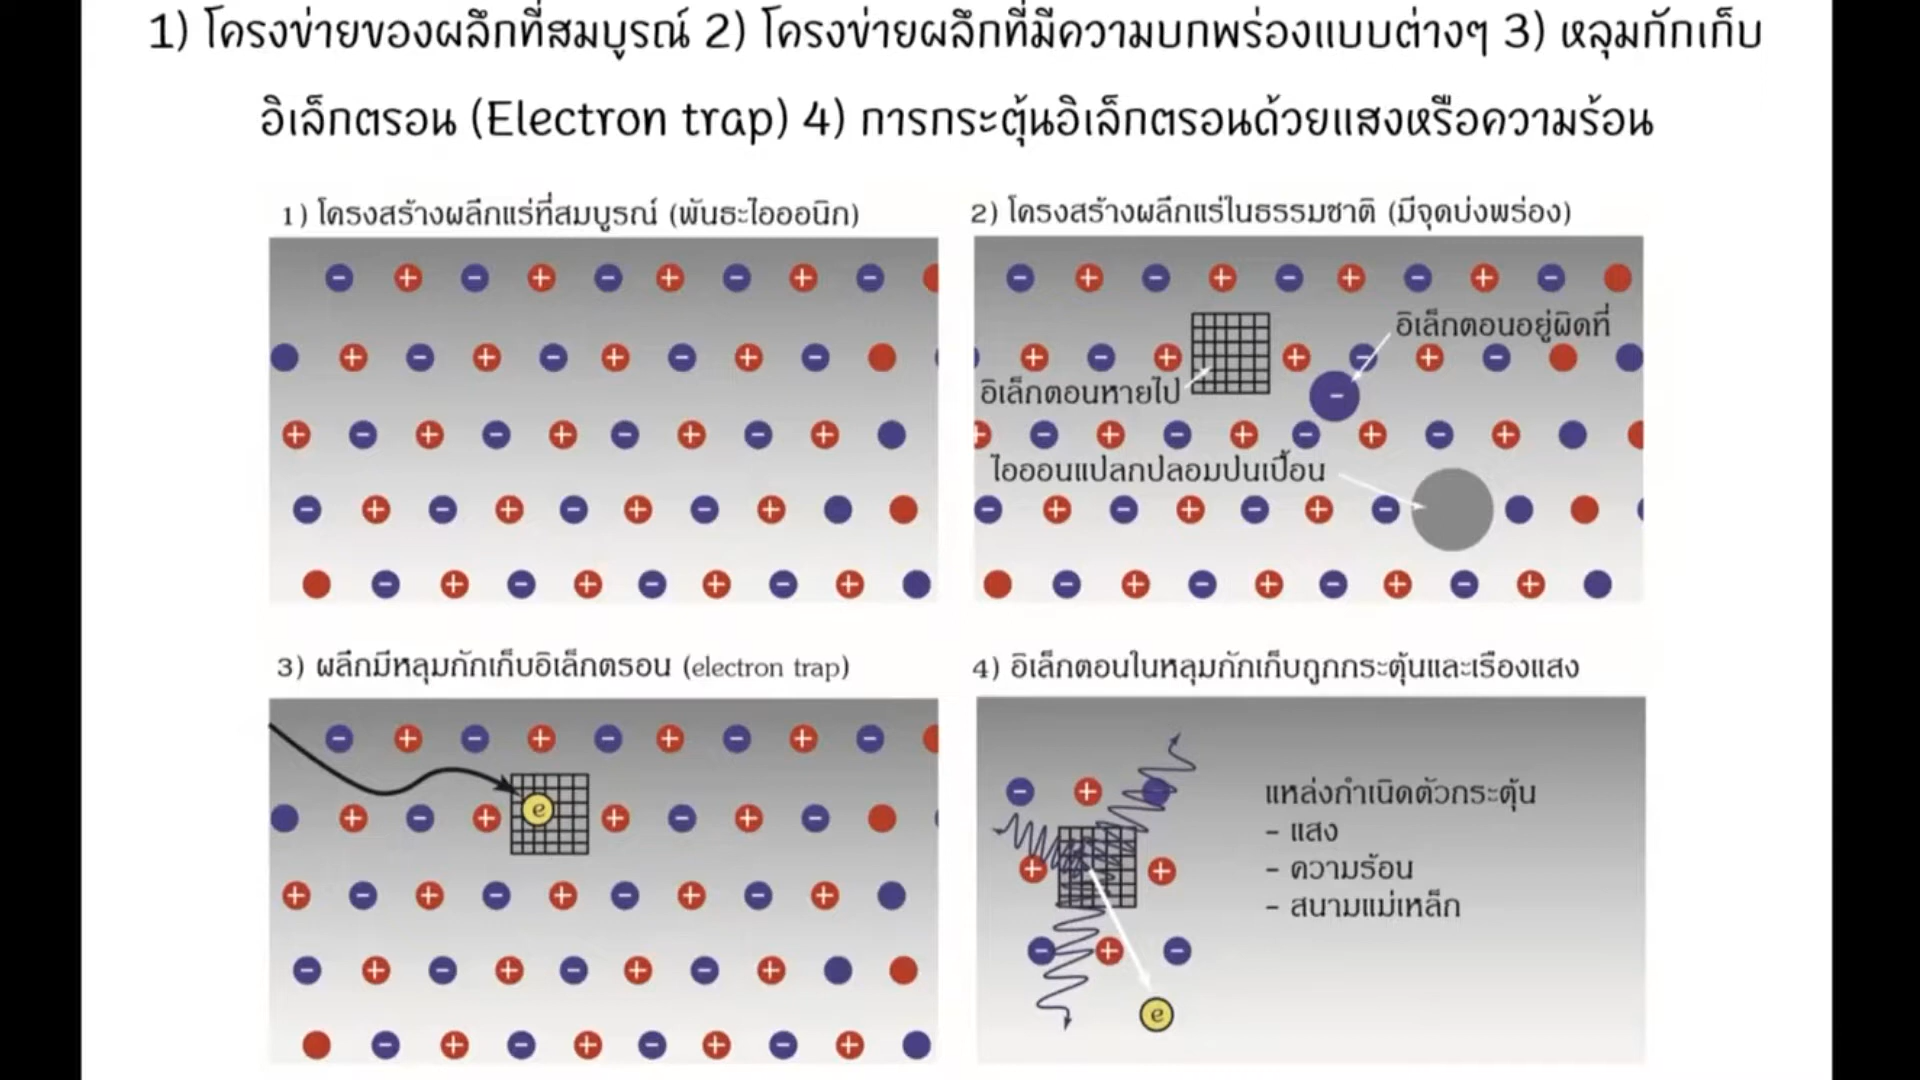 1) โครงข่ายของผลึกที่สมบูรณ์ 2) โครงข่ายผลึกที่มีความบกพร่องแบบต่างๆ 3) หลุมกักเก็บ
อิเล็กตรอน (Electron trap) 4) การกระตุ้นอิเล็กตรอนด้วยแสงหรือความร้อน
1) โครงสร้างผลึกแร่ที่สมบูรณ์ (พันธะไอออนิก)
2) โครงสร้างผลึกแร่ในธรรมชาติ (มีจุดบ่งพร่อง)
อิเล็กตอนอยู่ผิดที่
อิเล็กตอนหายไป
ไอออนแปลกปลอมปนเปื้อน
3) ผลึกมีหลุมกักเก็บอิเล็กตรอน (electron trap)
e
4) อิเล็กตอนในหลุมกักเก็บถูกกระตุ้นและเรืองแสง
แหล่งกำเนิดตัวกระตุ้น
- แสง
- ความร้อน
- สนามแม่เหล็ก
e